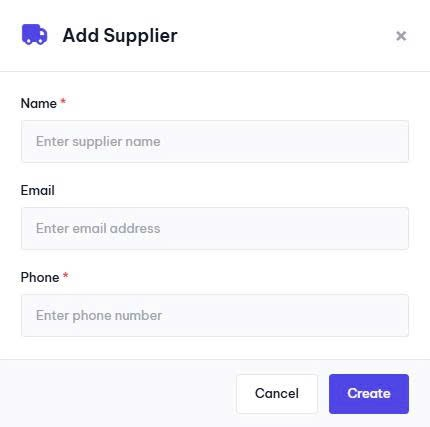 Add Supplier
Name *
Enter supplier name
Email
Enter email address
Phone *
Enter phone number
Cancel
Create